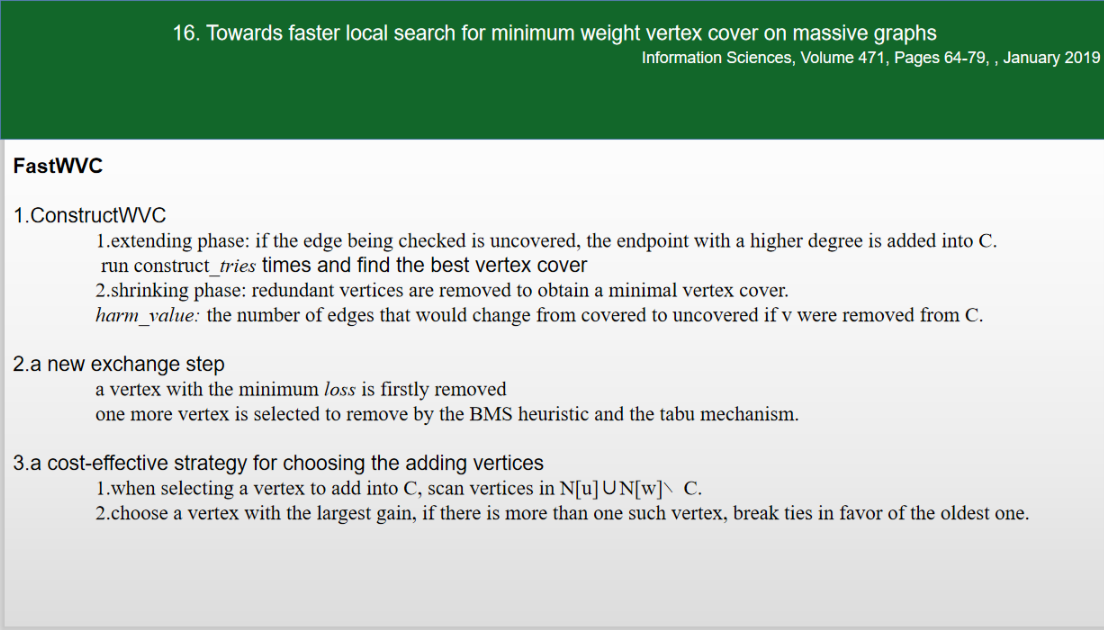 16. Towards faster local search for minimum weight vertex cover on massive graphs
Information Sciences, Volume 471, Pages 64-79, , January 2019
FastWVC
1.ConstructWVC
1.extending phase: if the edge being checked is uncovered, the endpoint with a higher degree is added into C.
run construct_tries times and find the best vertex cover
2.shrinking phase: redundant vertices are removed to obtain a minimal vertex cover.
harm_value: the number of edges that would change from covered to uncovered if v were removed from C.
2.a new exchange step
a vertex with the minimum loss is firstly removed
one more vertex is selected to remove by the BMS heuristic and the tabu mechanism.
3.a cost-effective strategy for choosing the adding vertices
1.when selecting a vertex to add into C, scan vertices in N[u]∪N[w]\ C.
2.choose a vertex with the largest gain, if there is more than one such vertex, break ties in favor of the oldest one.